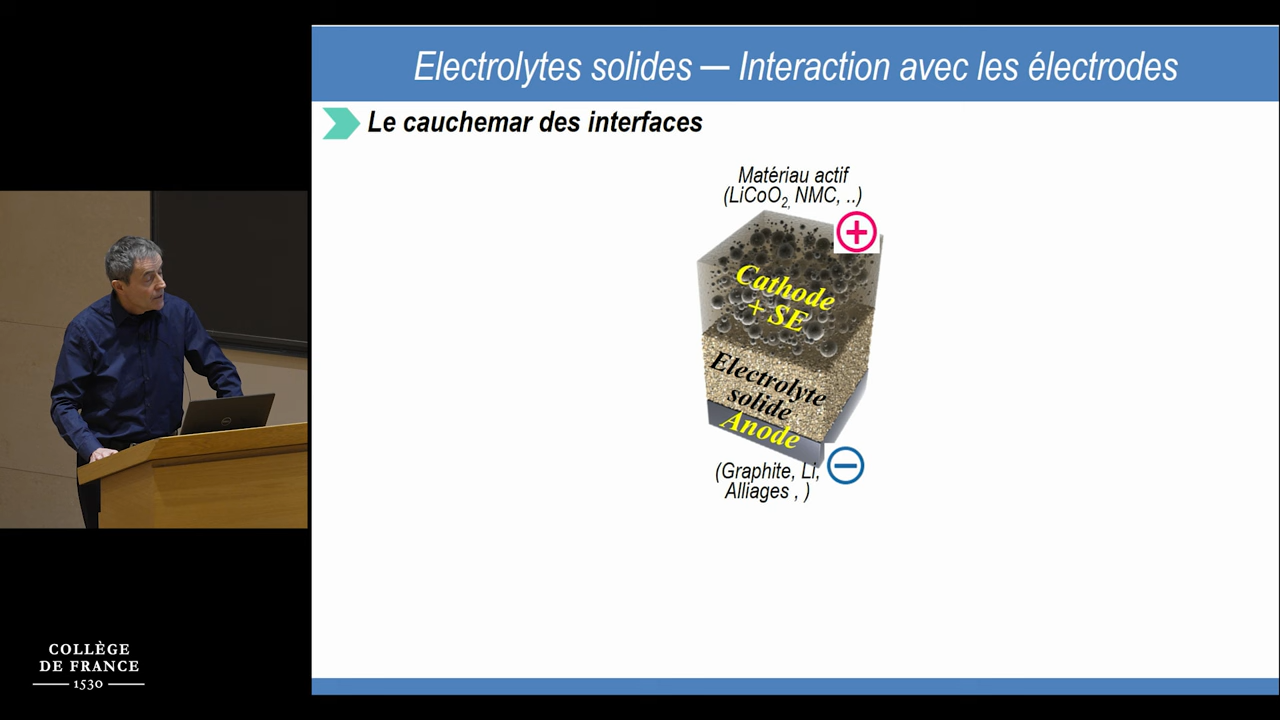 Electrolytes solides — Interaction avec les électrodes
Le cauchemar des interfaces
Matériau actif
(LiCoO2, NMC, ..)
Cathode
+ SE
Electrolyte
solide
Anode
(Graphite, Li,
Alliages , )
COLLÈGE
DE FRANCE
1530